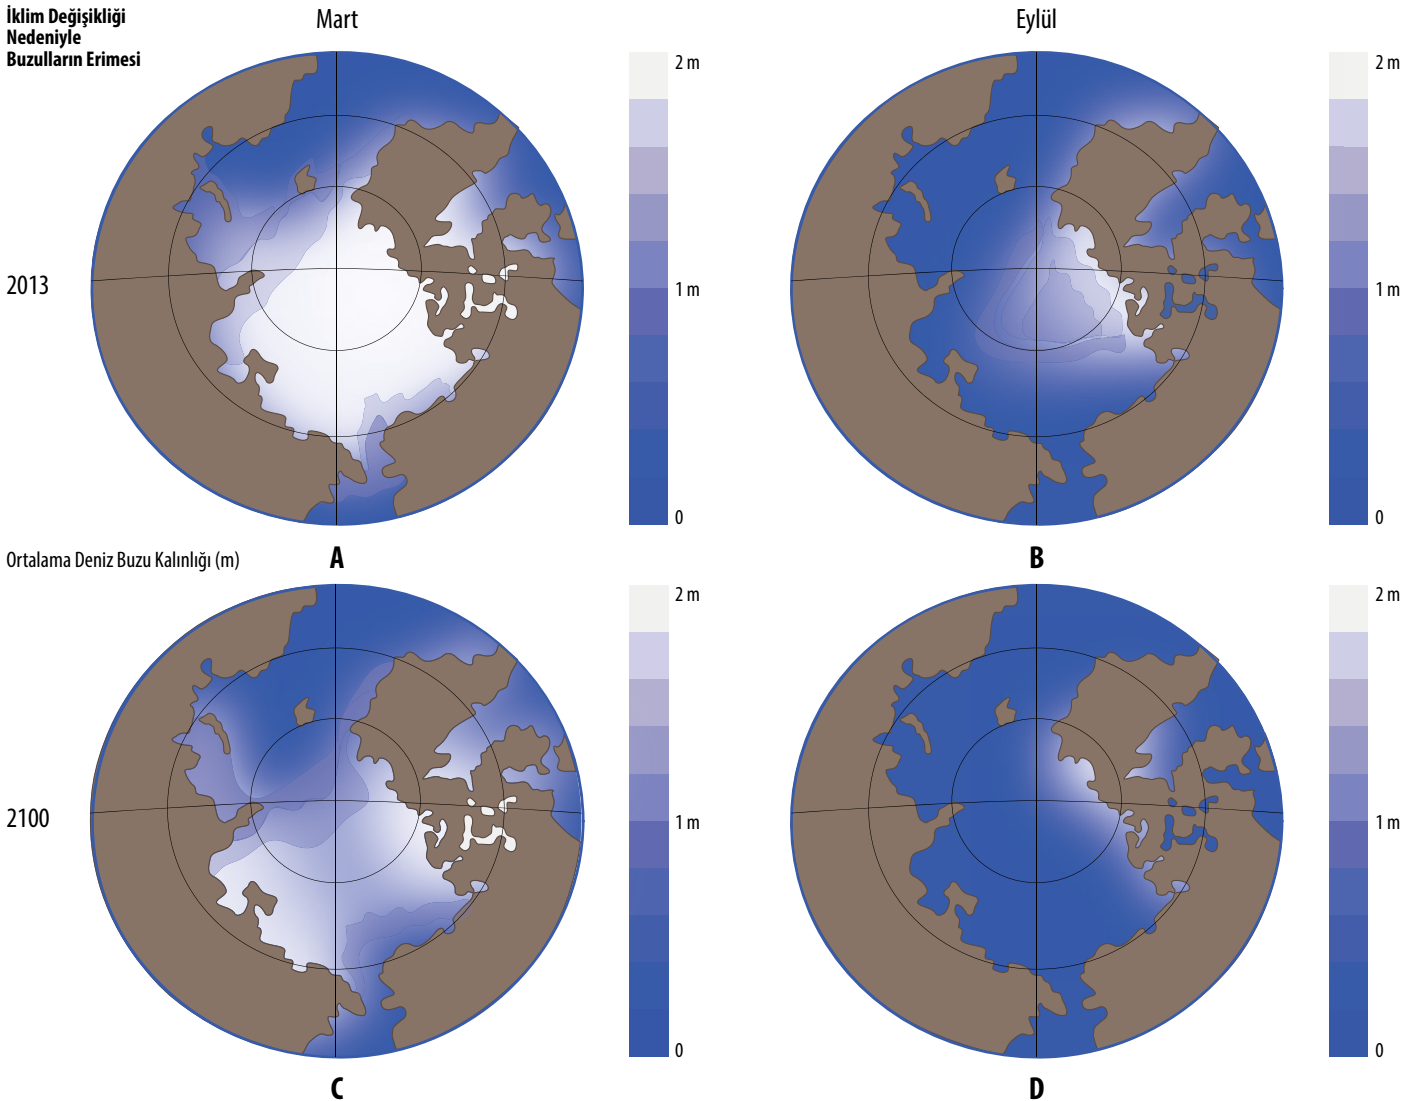 İklim Değişikliği
Nedeniyle
Buzulların Erimesi
Mart
Eylül
2 m
1 m
0
2 m
1 m
0
2013
A
B
Ortalama Deniz Buzu Kalınlığı (m)
2 m
1 m
0
2 m
1 m
0
2100
C
D